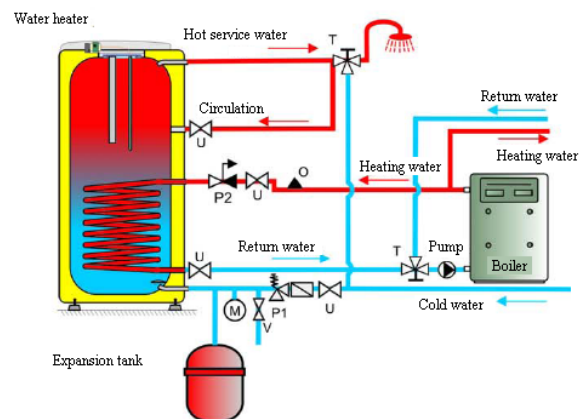 Water heater
Hot service water
T
Circulation
U
Return water
Heating water
Heating water
P2
U
O
U
Return water
T
Pump
Boiler
M
V
P1
U
Cold water
Expansion tank